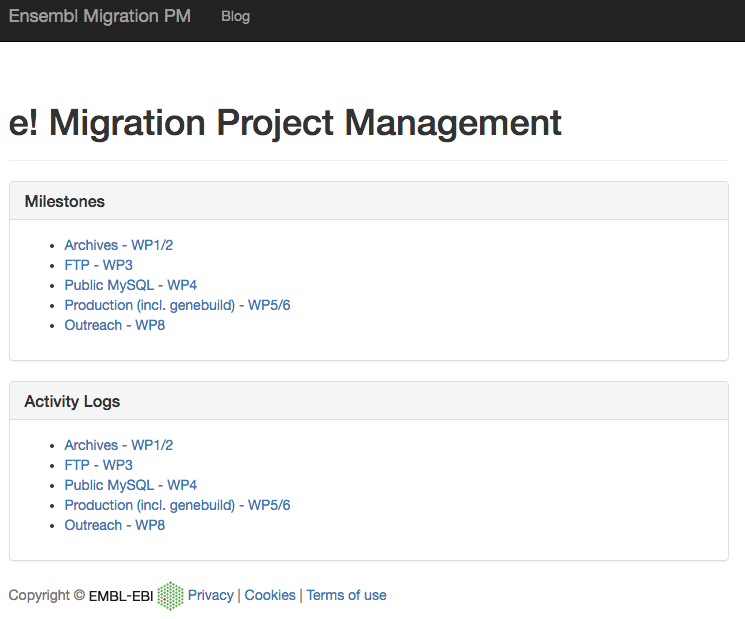 Ensembl Migration PM Blog
e! Migration Project Management
Milestones
• Archives - WP1/2
• FTP - WP3
• Public MySQL - WP4
• Production (incl. genebuild) - WP5/6
• Outreach - WP8
Activity Logs
• Archives - WP1/2
• FTP - WP3
• Public MySQL - WP4
• Production (incl. genebuild) - WP5/6
• Outreach - WP8
Copyright © EMBL-EBI Privacy | Cookies | Terms of use